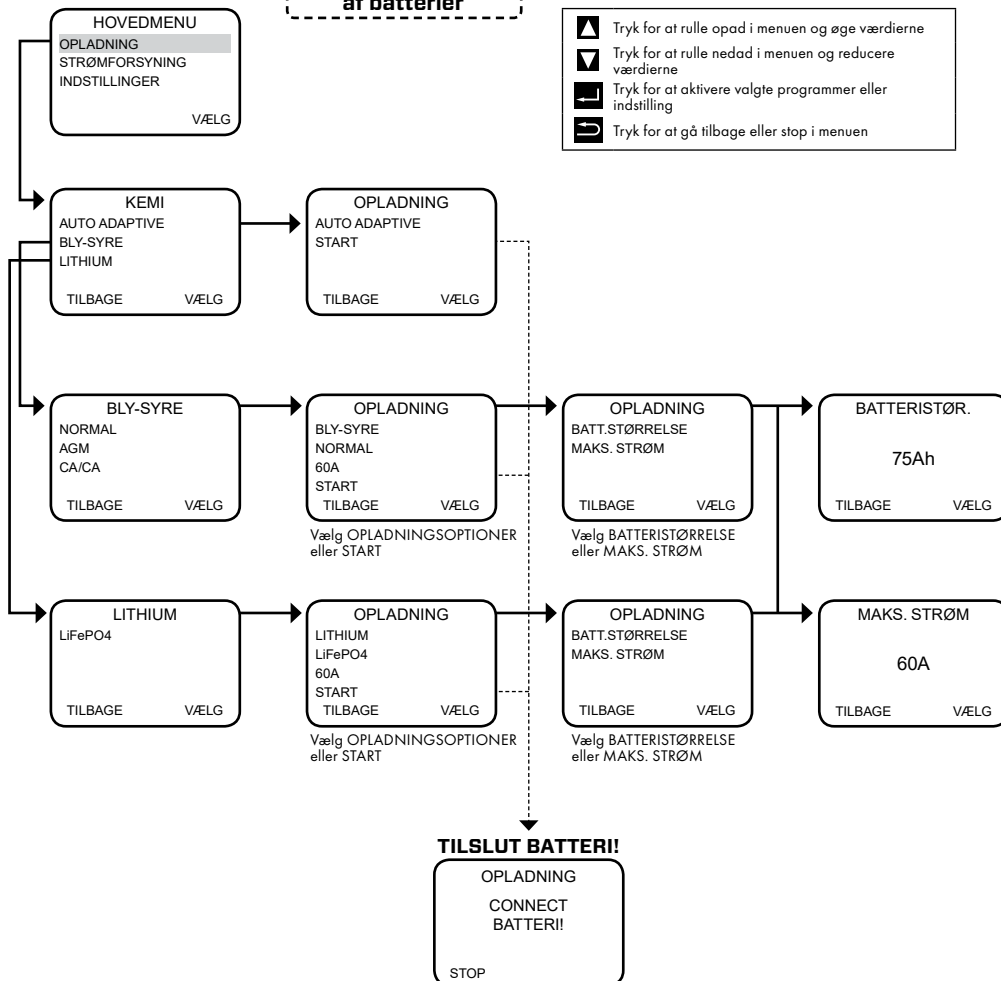 af batterier
HOVEDMENU
OPLADNING
STRØMFORSYNING
INDSTILLINGER
VÆLG
Tryk for at rulle opad i menuen og øge værdierne
Tryk for at rulle nedad i menuen og reducere
værdierne
Tryk for at aktivere valgte programmer eller
indstilling
Tryk for at gå tilbage eller stop i menuen
KEMI
AUTO ADAPTIVE
BLY-SYRE
LITHIUM
TILBAGE VÆLG
OPLADNING
AUTO ADAPTIVE
START
TILBAGE VÆLG
BLY-SYRE
NORMAL
AGM
CA/CA
TILBAGE VÆLG
OPLADNING
BLY-SYRE
NORMAL
60A
START
TILBAGE VÆLG
Vælg OPLADNINGSOPTIONER
eller START
OPLADNING
BATT.STØRRELSE
MAKS. STRØM
TILBAGE VÆLG
Vælg BATTERISTØRRELSE
eller MAKS. STRØM
BATTERISTØR.
75Ah
TILBAGE VÆLG
LITHIUM
LiFePO4
TILBAGE VÆLG
OPLADNING
LITHIUM
LiFePO4
60A
START
TILBAGE VÆLG
Vælg OPLADNINGSOPTIONER
eller START
OPLADNING
BATT.STØRRELSE
MAKS. STRØM
TILBAGE VÆLG
Vælg BATTERISTØRRELSE
eller MAKS. STRØM
MAKS. STRØM
60A
TILBAGE VÆLG
TILSLUT BATTERI!
OPLADNING
CONNECT
BATTERI!
STOP